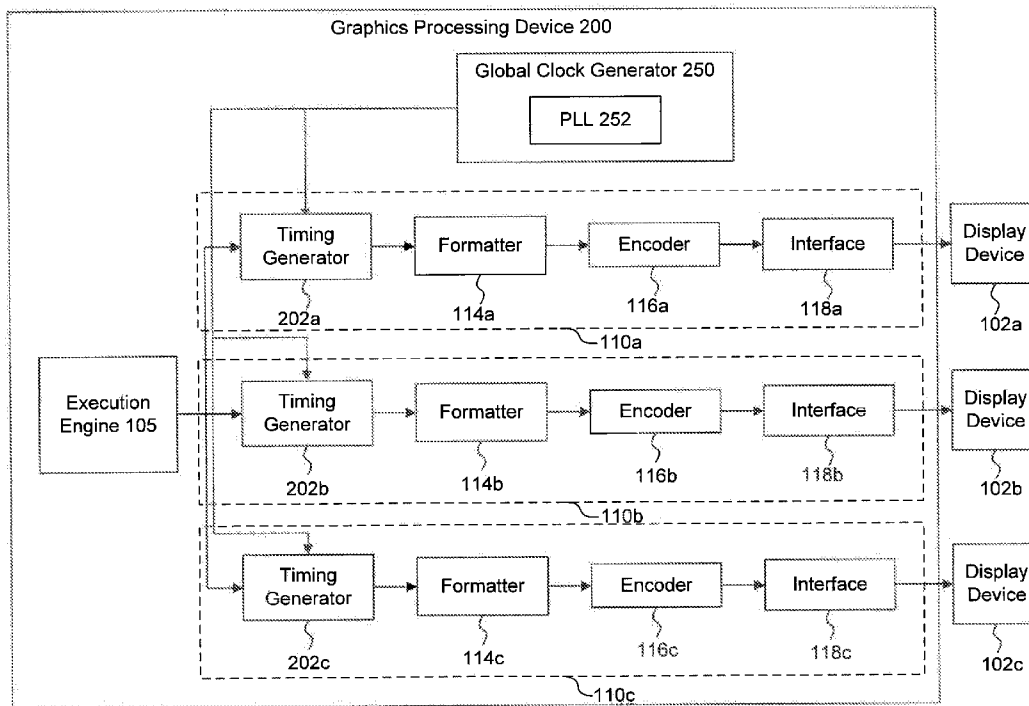 Graphics Processing Device 200
Global Clock Generator 250
PLL 252
Timing
Generator
Formatter
Encoder
Interface
Display
Device
202a
114a
116a
118a
102a
110a
Execution
Engine 105
Timing
Generator
Formatter
Encoder
Interface
Display
Device
202b
114b
116b
118b
102b
110b
Timing
Generator
Formatter
Encoder
Interface
Display
Device
202c
114c
116c
118c
102c
110c